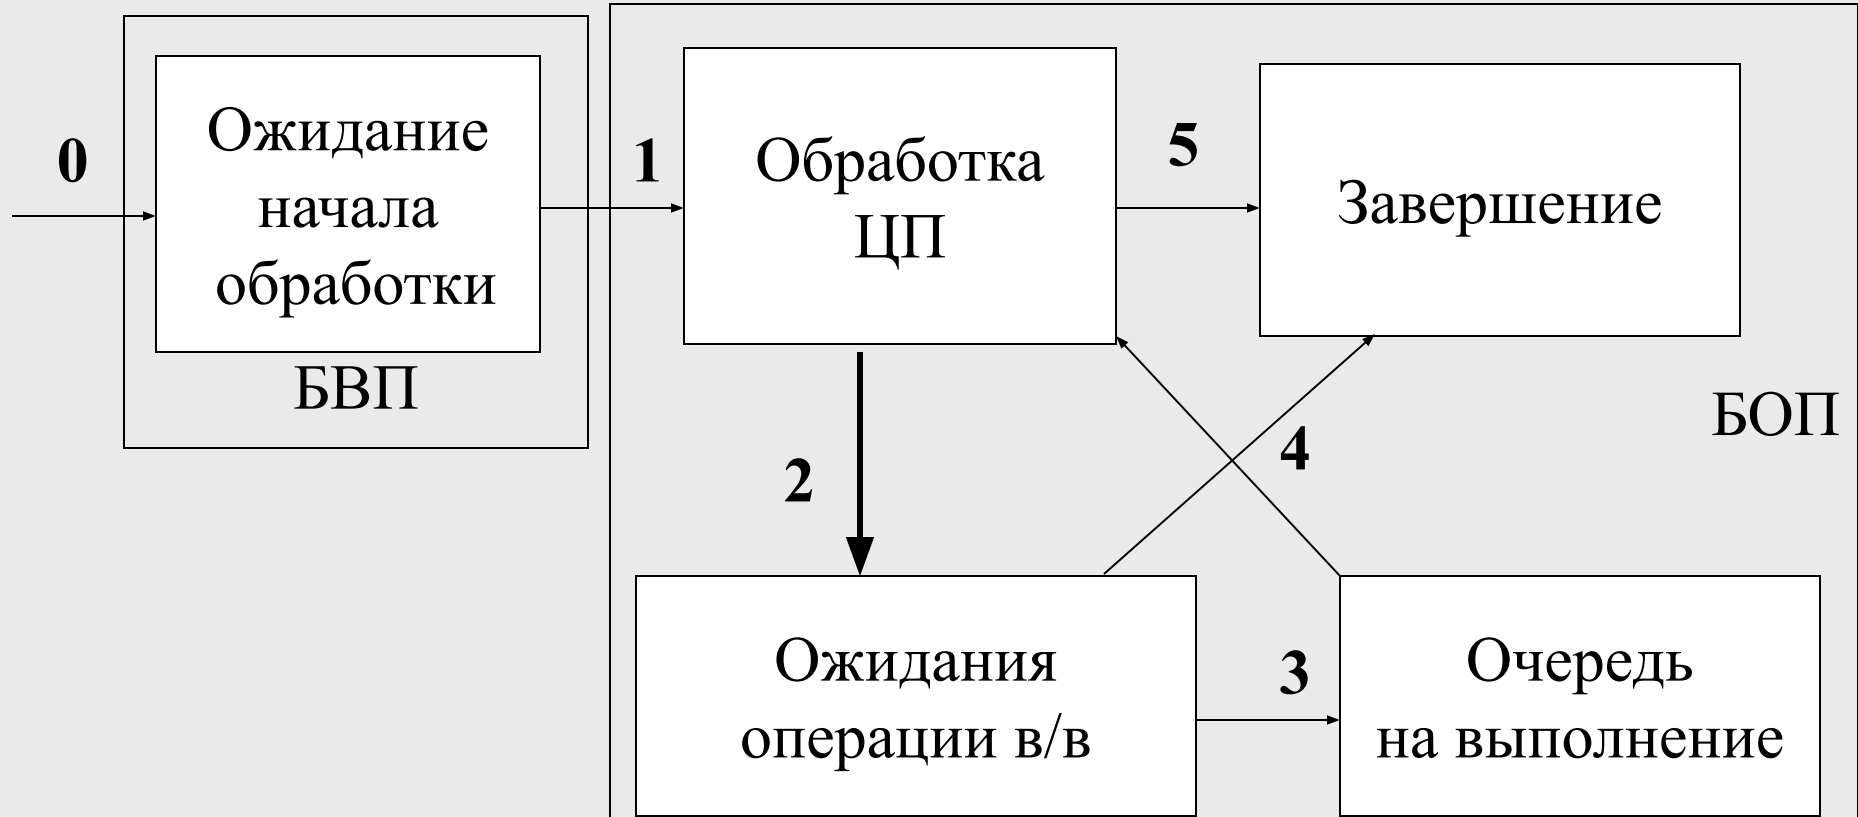 0
Ожидание
начала
обработки
БВП
1
Обработка
ЦП
5
Завершение
БОП
2
4
Ожидания
операции в/в
3
Очередь
на выполнение